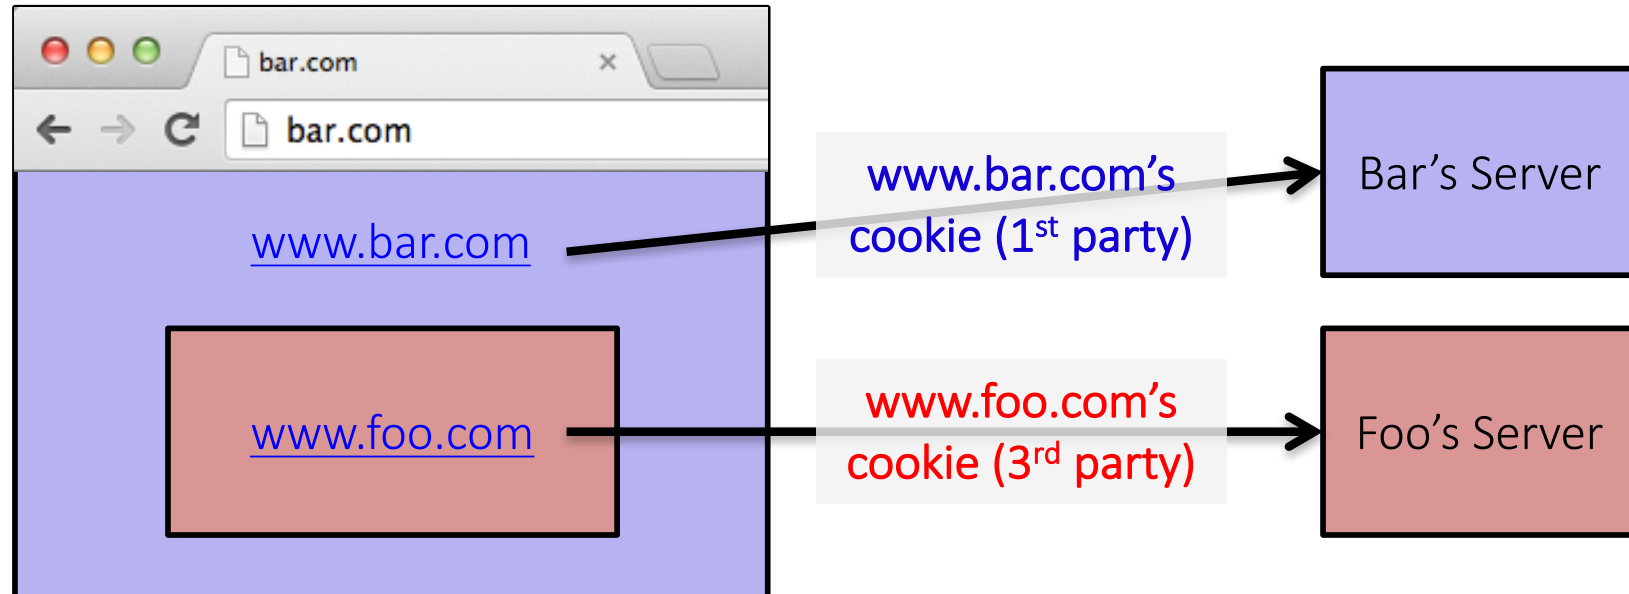 bar.com
bar.com
www.bar.com
www.bar.com’s
cookie (1st party)
Bar’s Server
www.foo.com
www.foo.com’s
cookie (3rd party)
Foo’s Server